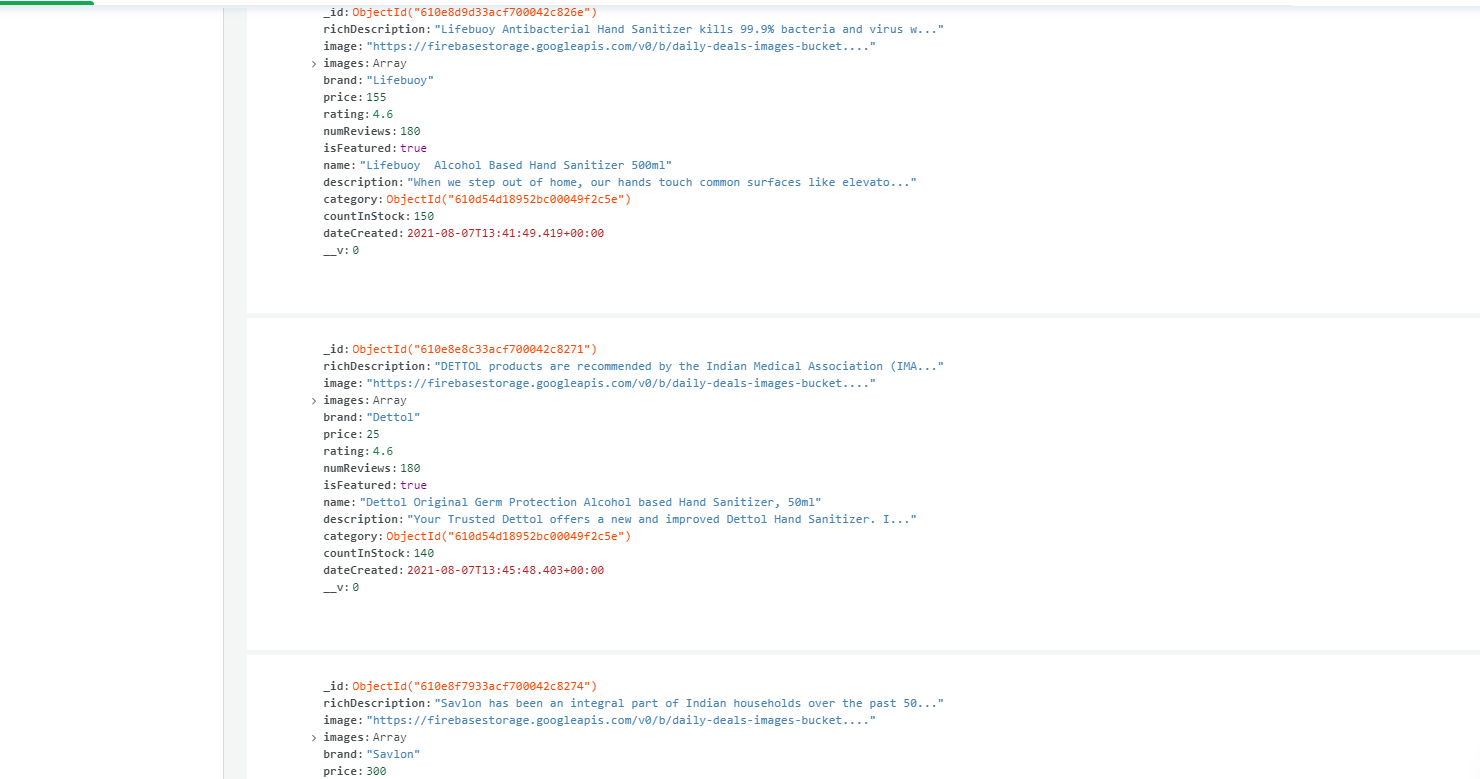 _id: ObjectId("610e8d9d33acf700042c826e")
richDescription: "Lifebuoy Antibacterial Hand Sanitizer kills 99.9% bacteria and virus w..."
image: "https://firebasestorage.googleapis.com/v0/b/daily-deals-images-bucket...."
> images: Array
brand: "Lifebuoy"
price: 155
rating: 4.6
numReviews: 180
isFeatured: true
name: "Lifebuoy  Alcohol Based Hand Sanitizer 500ml"
description: "When we step out of home, our hands touch common surfaces like elevato..."
category: ObjectId("610d54d18952bc00049f2c5e")
countInStock: 150
dateCreated: 2021-08-07T13:41:49.419+00:00
__v: 0
_id: ObjectId("610e8e8c33acf700042c8271")
richDescription: "DETTOL products are recommended by the Indian Medical Association (IMA..."
image: "https://firebasestorage.googleapis.com/v0/b/daily-deals-images-bucket...."
> images: Array
brand: "Dettol"
price: 25
rating: 4.6
numReviews: 180
isFeatured: true
name: "Dettol Original Germ Protection Alcohol based Hand Sanitizer, 50ml"
description: "Your Trusted Dettol offers a new and improved Dettol Hand Sanitizer. I..."
category: ObjectId("610d54d18952bc00049f2c5e")
countInStock: 140
dateCreated: 2021-08-07T13:45:48.403+00:00
__v: 0
_id: ObjectId("610e8f7933acf700042c8274")
richDescription: "Savlon has been an integral part of Indian households over the past 50..."
image: "https://firebasestorage.googleapis.com/v0/b/daily-deals-images-bucket...."
> images: Array
brand: "Savlon"
price: 300